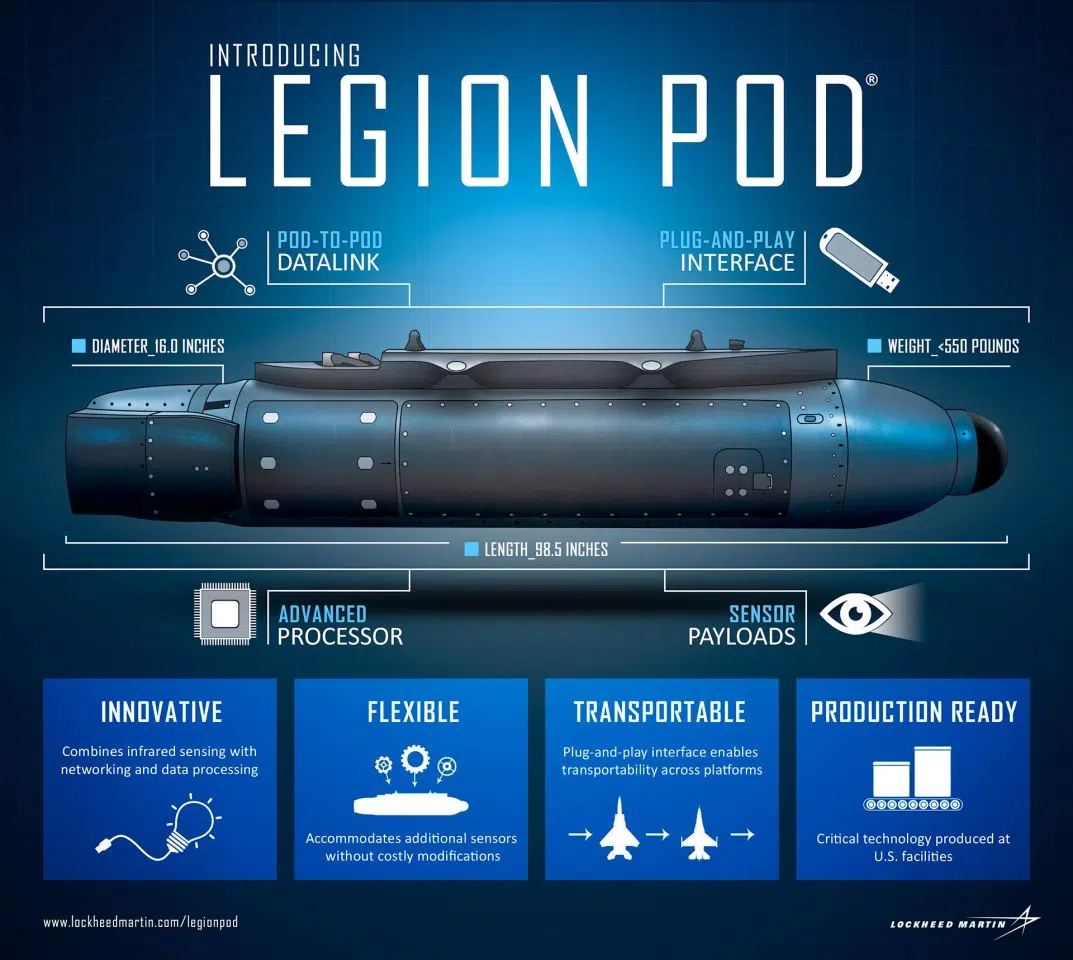 INTRODUCING
LEGION POD®
POD-TO-POD
DATALINK
PLUG-AND-PLAY
INTERFACE
DIAMETER_16.0 INCHES
WEIGHT_<550 POUNDS
LENGTH_98.5 INCHES
ADVANCED
PROCESSOR
SENSOR
PAYLOADS
INNOVATIVE
Combines infrared sensing with
networking and data processing
FLEXIBLE
Accommodates additional sensors
without costly modifications
TRANSPORTABLE
Plug-and-play interface enables
transportability across platforms
PRODUCTION READY
Critical technology produced at
U.S. facilities
www.lockheedmartin.com/legionpod
LOCKHEED MARTIN